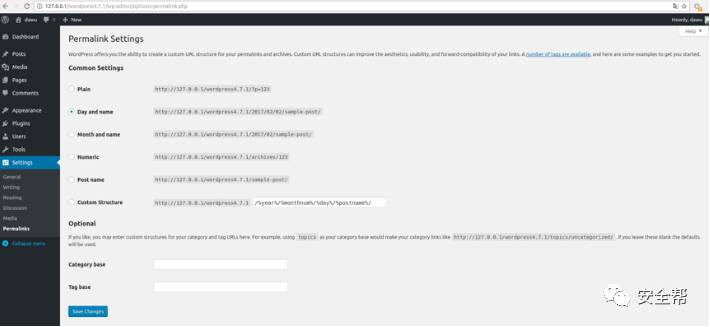 127.0.0.1/wordpress4.7.1/wp-admin/options-permalink.php
dawu
+ New
Howdy, dawu
Help
Dashboard
Posts
Media
Pages
Comments
Appearance
Plugins
Users
Tools
Settings
General
Writing
Reading
Discussion
Media
Permalinks
Collapse menu
Permalink Settings
WordPress offers you the ability to create a custom URL structure for your permalinks and archives. Custom URL structures can improve the aesthetics, usability, and forward-compatibility of your links. A number of tags are available, and here are some examples to get you started.
Common Settings
Plain http://127.0.0.1/wordpress4.7.1/?p=123
Day and name http://127.0.0.1/wordpress4.7.1/2017/02/02/sample-post/
Month and name http://127.0.0.1/wordpress4.7.1/2017/02/sample-post/
Numeric http://127.0.0.1/wordpress4.7.1/archives/123
Post name http://127.0.0.1/wordpress4.7.1/sample-post/
Custom Structure http://127.0.0.1/wordpress4.7.1 /%year%/%monthnum%/%day%/%postname%/
Optional
If you like, you may enter custom structures for your category and tag URLs here. For example, using topics as your category base would make your category links like http://127.0.0.1/wordpress4.7.1/topics/uncategorized/ . If you leave these blank the defaults
will be used.
Category base
Tag base
Save Changes
安全帮